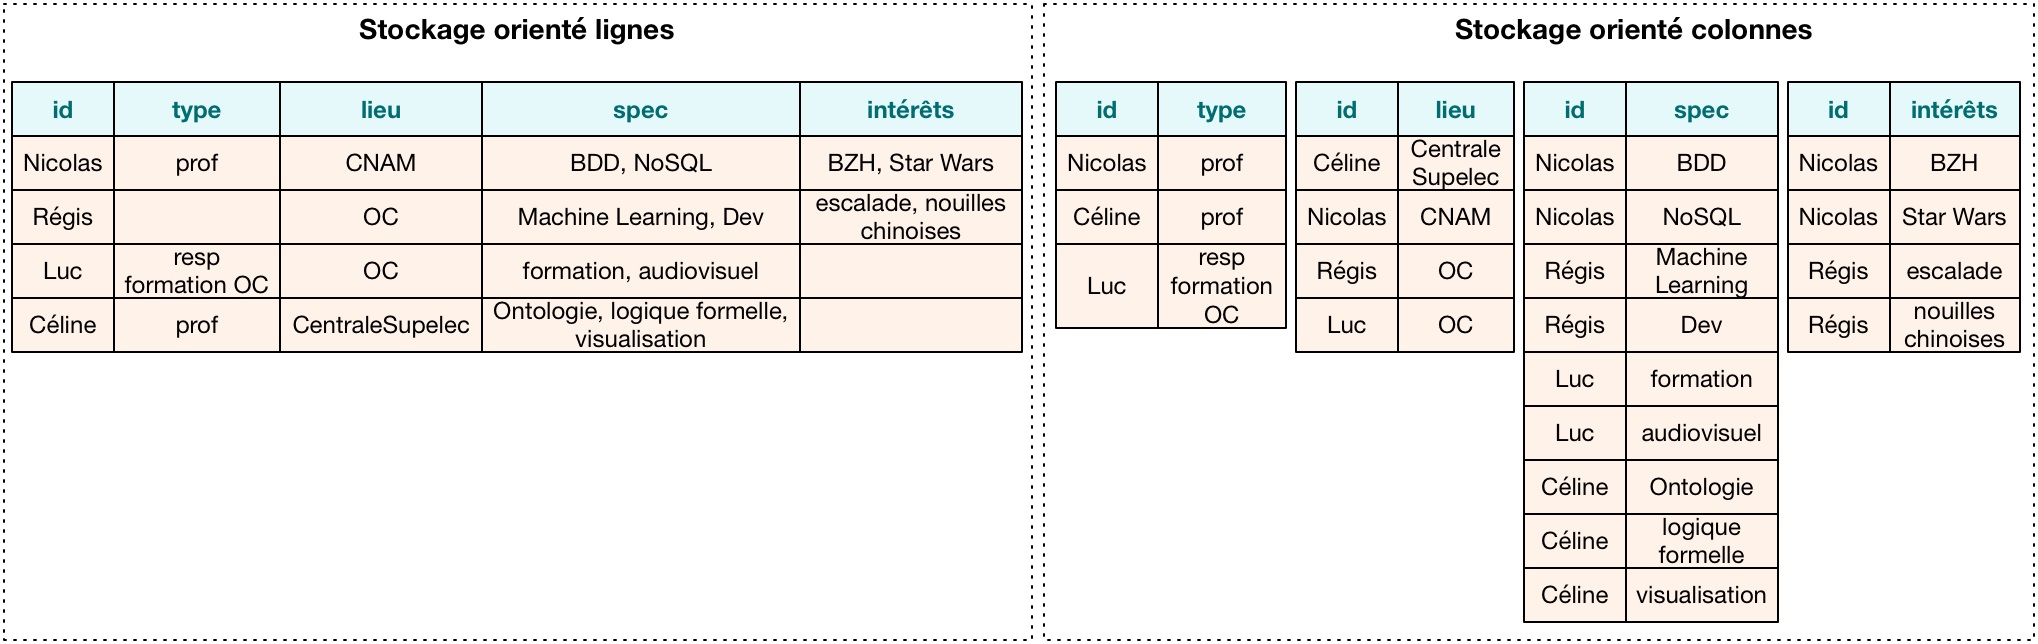 Stockage orienté lignes
id type lieu spec intérêts
Nicolas prof CNAM BDD, NoSQL BZH, Star Wars
Régis OC Machine Learning, Dev escalade, nouilles
chinoises
Luc resp
formation OC OC formation, audiovisuel
Céline prof CentraleSupelec Ontologie, logique formelle,
visualisation
Stockage orienté colonnes
id type
Nicolas prof
Céline prof
Luc resp
formation
OC
id lieu
Céline Centrale
Supelec
Nicolas CNAM
Régis OC
Luc OC
id spec
Nicolas BDD
Nicolas NoSQL
Régis Machine
Learning
Régis Dev
Luc formation
Luc audiovisuel
Céline Ontologie
Céline logique
formelle
Céline visualisation
id intérêts
Nicolas BZH
Nicolas Star Wars
Régis escalade
Régis nouilles
chinoises